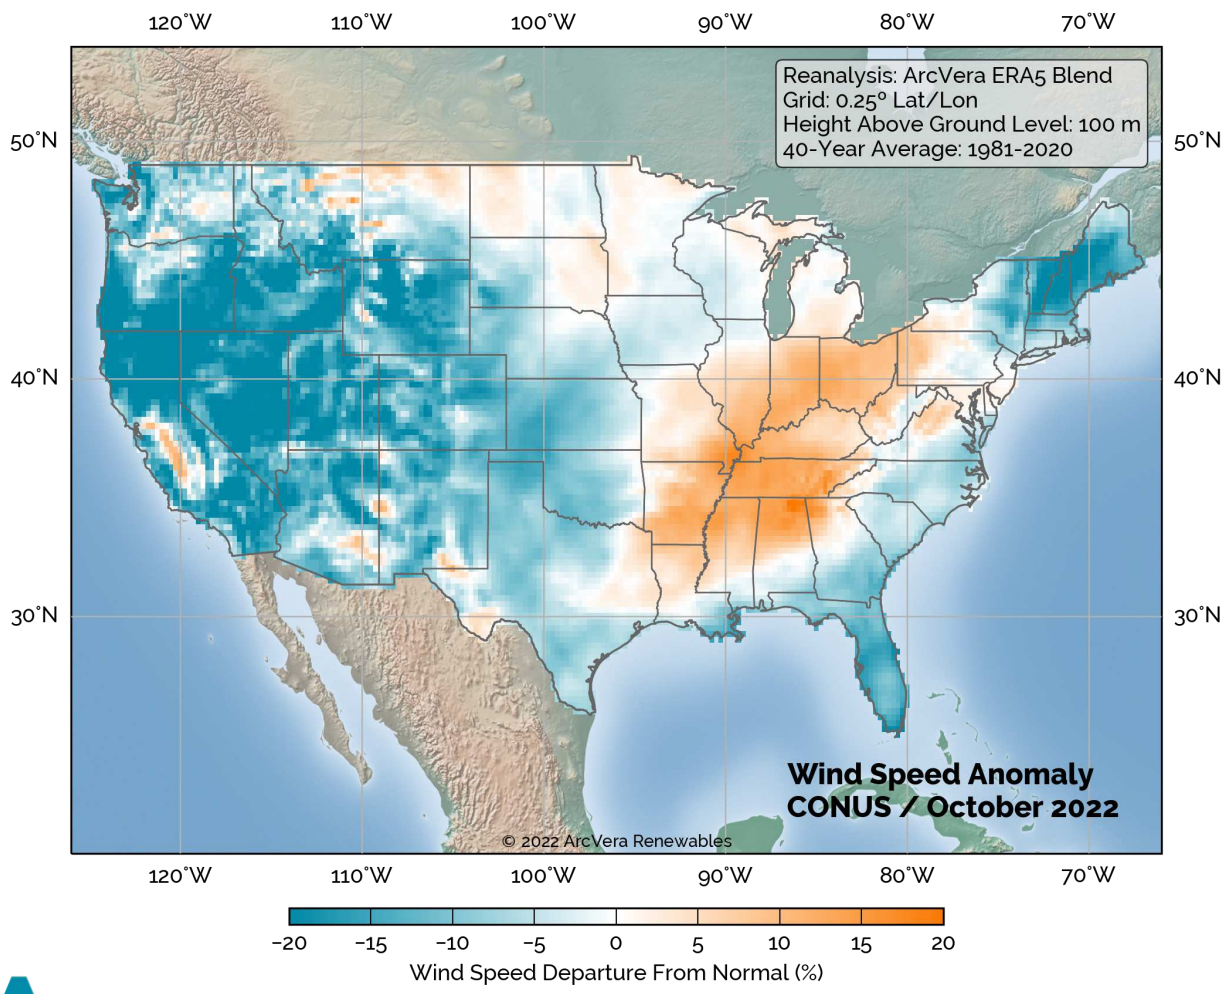 120°W 110°W 100°W 90°W 80°W 70°W
Reanalysis: ArcVera ERA5 Blend
Grid: 0.25º Lat/Lon
Height Above Ground Level: 100 m
40-Year Average: 1981-2020
50°N 50°N
40°N 40°N
30°N 30°N
Wind Speed Anomaly
CONUS / October 2022
© 2022 ArcVera Renewables
120°W 110°W 100°W 90°W 80°W 70°W
−20 −15 −10 −5 0 5 10 15 20
Wind Speed Departure From Normal (%)